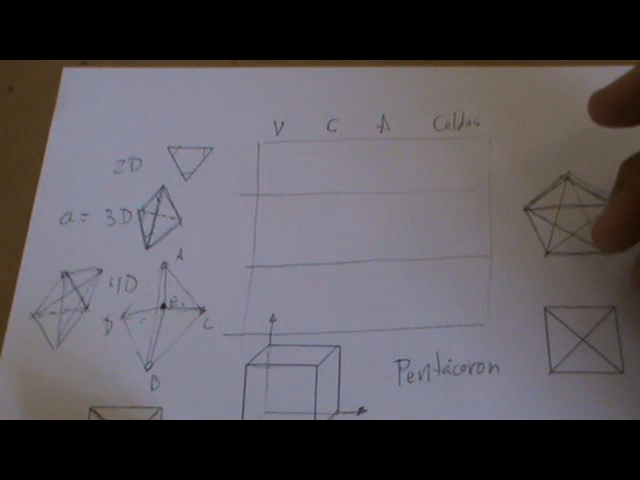 V C A Celdas
2D
a = 3D
A
4D
E
D
C
B
Pentácoron